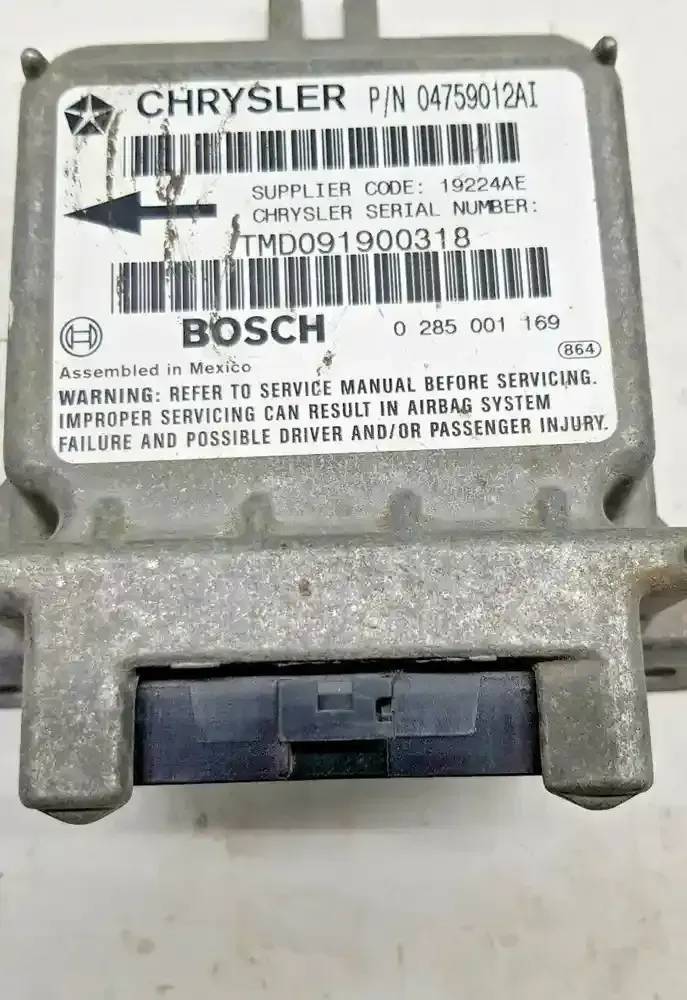 CHRYSLER P/N 04759012AI
SUPPLIER CODE: 19224AE
CHRYSLER SERIAL NUMBER:
TMD091900318
BOSCH 0 285 001 169
864
Assembled in Mexico
WARNING: REFER TO SERVICE MANUAL BEFORE SERVICING.
IMPROPER SERVICING CAN RESULT IN AIRBAG SYSTEM
FAILURE AND POSSIBLE DRIVER AND/OR PASSENGER INJURY.